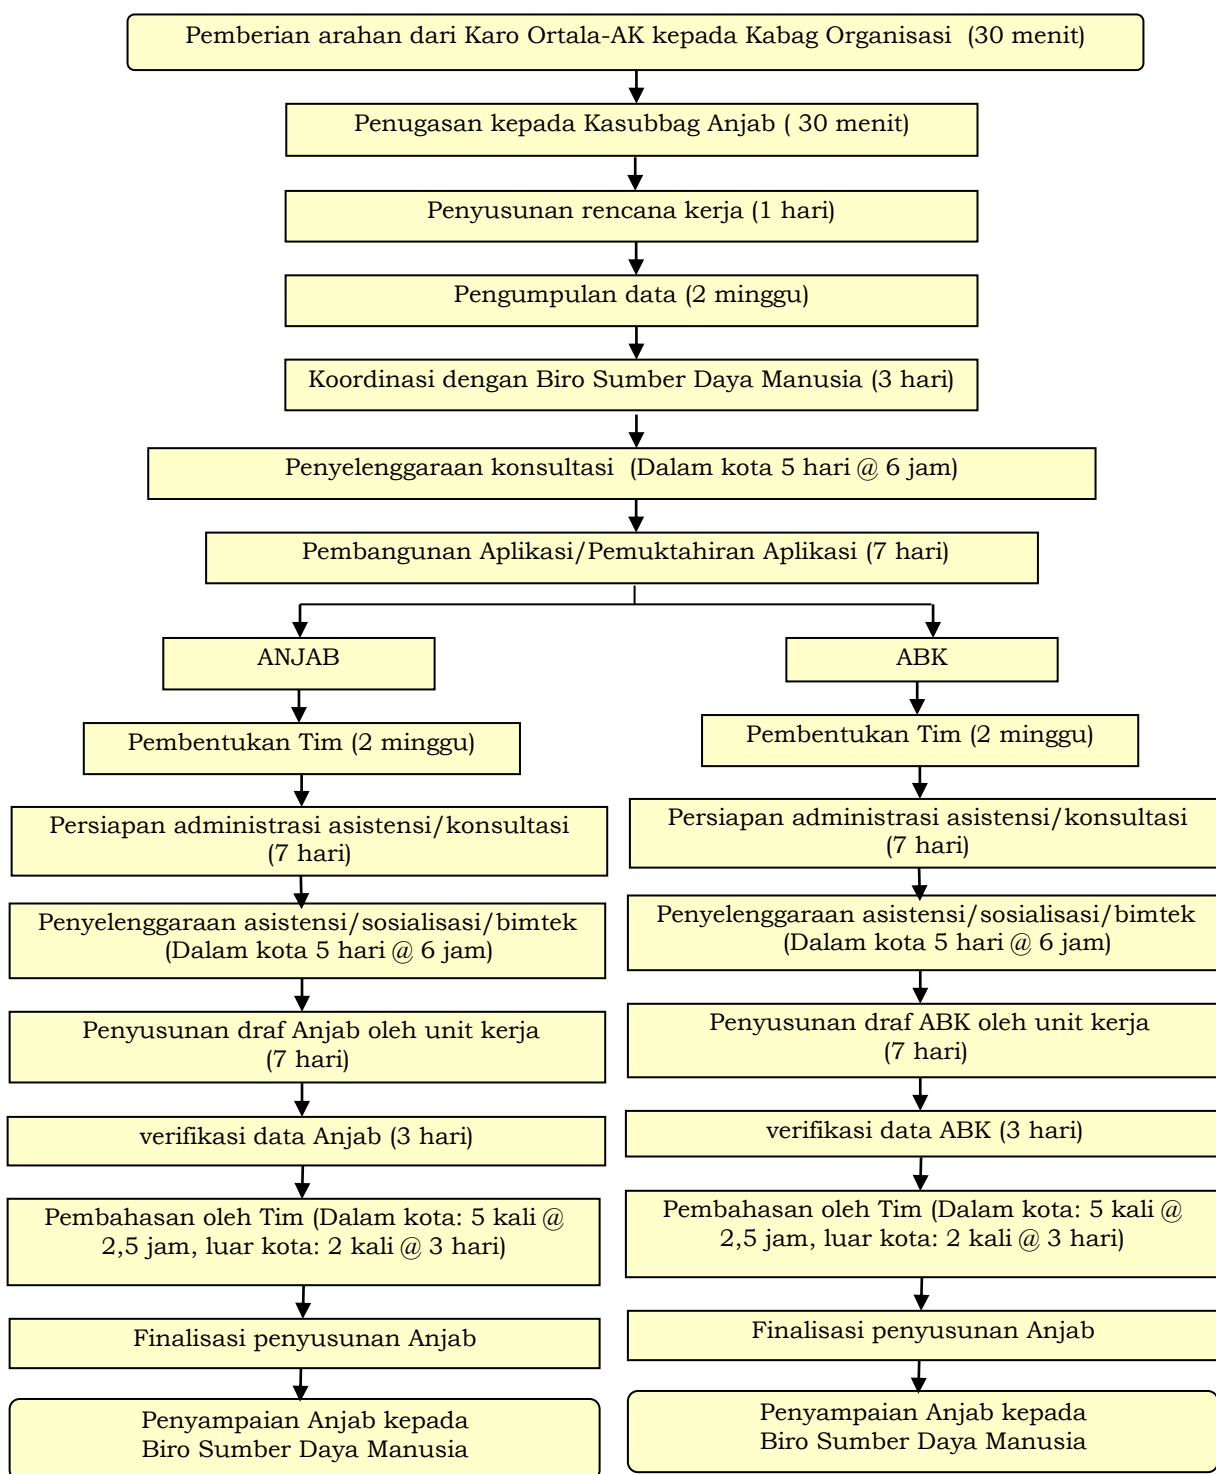 Pemberian arahan dari Karo Ortala-AK kepada Kabag Organisasi (30 menit)
Penugasan kepada Kasubbag Anjab ( 30 menit)
Penyusunan rencana kerja (1 hari)
Pengumpulan data (2 minggu)
Koordinasi dengan Biro Sumber Daya Manusia (3 hari)
Penyelenggaraan konsultasi (Dalam kota 5 hari @ 6 jam)
Pembangunan Aplikasi/Pemuktahiran Aplikasi (7 hari)
ANJAB
Pembentukan Tim (2 minggu)
Persiapan administrasi asistensi/konsultasi
(7 hari)
Penyelenggaraan asistensi/sosialisasi/bimtek
(Dalam kota 5 hari @ 6 jam)
Penyusunan draf Anjab oleh unit kerja
(7 hari)
verifikasi data Anjab (3 hari)
Pembahasan oleh Tim (Dalam kota: 5 kali @
2,5 jam, luar kota: 2 kali @ 3 hari)
Finalisasi penyusunan Anjab
Penyampaian Anjab kepada
Biro Sumber Daya Manusia
ABK
Pembentukan Tim (2 minggu)
Persiapan administrasi asistensi/konsultasi
(7 hari)
Penyelenggaraan asistensi/sosialisasi/bimtek
(Dalam kota 5 hari @ 6 jam)
Penyusunan draf ABK oleh unit kerja
(7 hari)
verifikasi data ABK (3 hari)
Pembahasan oleh Tim (Dalam kota: 5 kali @
2,5 jam, luar kota: 2 kali @ 3 hari)
Finalisasi penyusunan Anjab
Penyampaian Anjab kepada
Biro Sumber Daya Manusia